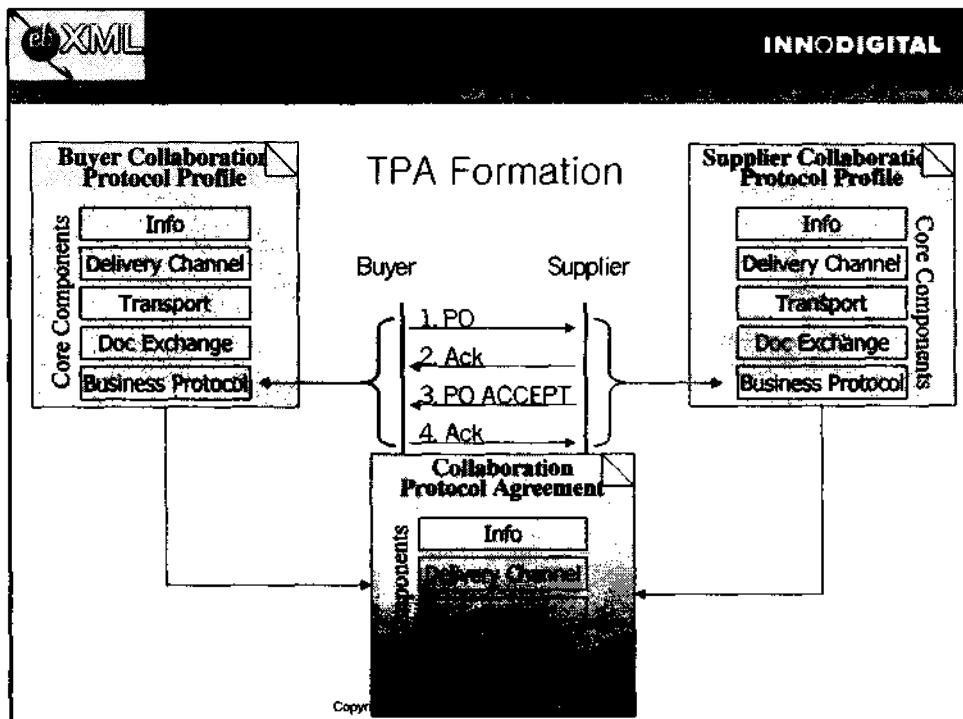 ebXML
INNODIGITAL
TPA Formation
Buyer Collaboration
Protocol Profile
Core Components
Info
Delivery Channel
Transport
Doc Exchange
Business Protocol
Buyer
Supplier
1. PO
2. Ack
3. PO ACCEPT
4. Ack
Supplier Collaboratio
Protocol Profile
Info
Delivery Channel
Transport
Doc Exchange
Business Protocol
Core Components
Collaboration
Protocol Agreement
Info
Delivery Channel